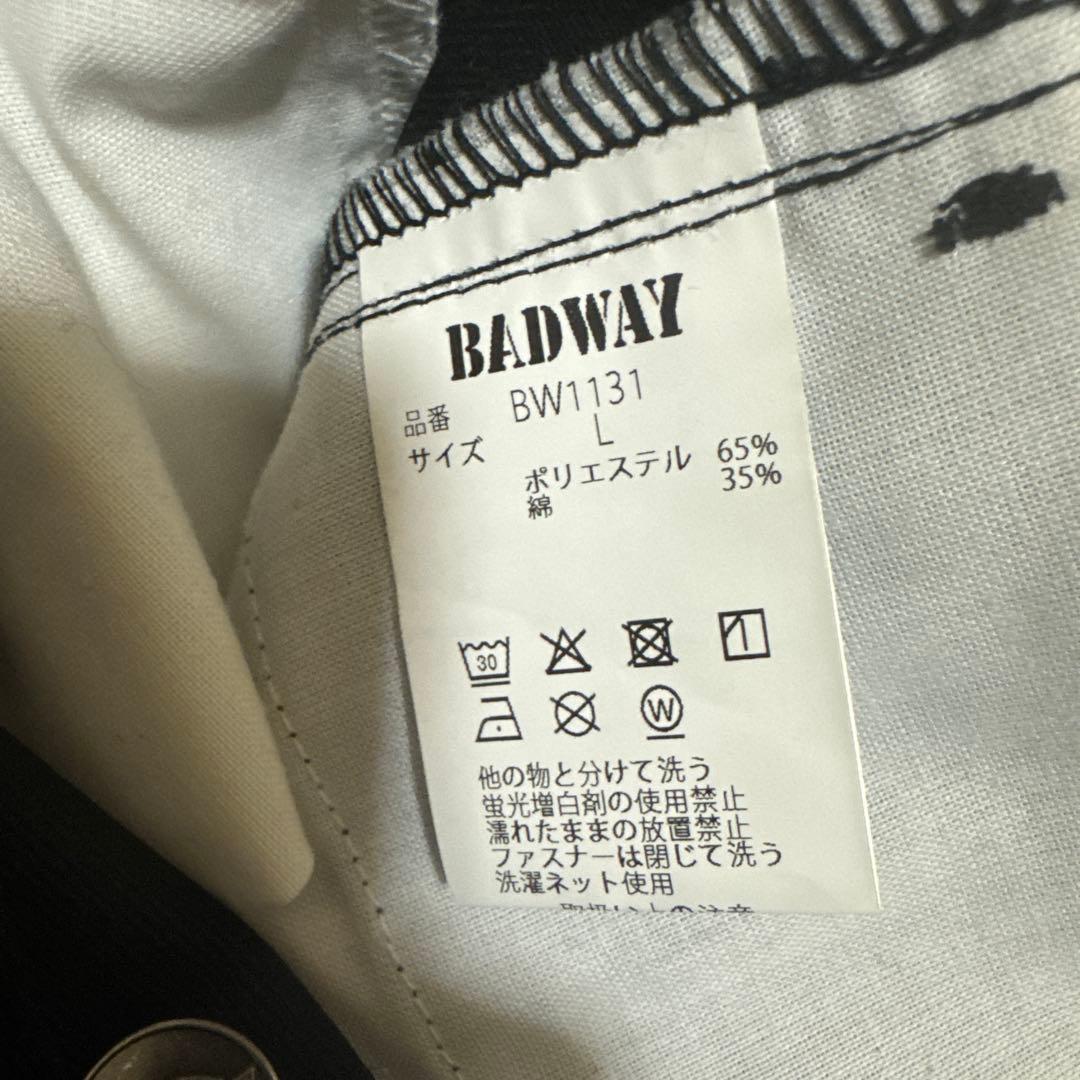 BADWAY
品番 BW1131
サイズ L
ポリエステル 65%
綿 35%
30
W
他の物と分けて洗う
蛍光増白剤の使用禁止
濡れたままの放置禁止
ファスナーは閉じて洗う
洗濯ネット使用